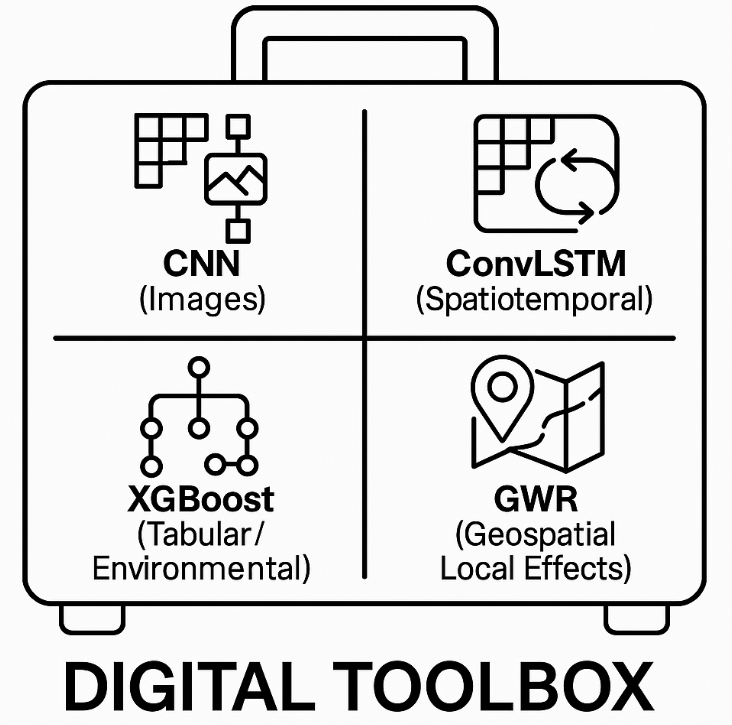 CNN
(Images)
ConvLSTM
(Spatiotemporal)
XGBoost
(Tabular/
Environmental)
GWR
(Geospatial
Local Effects)
DIGITAL TOOLBOX